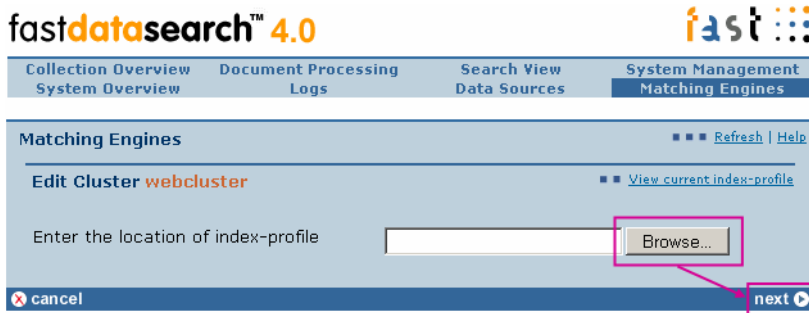 fastdatasearch™ 4.0
fast
Collection Overview Document Processing Search View System Management
System Overview Logs Data Sources Matching Engines
Matching Engines Refresh | Help
Edit Cluster webcluster View current index-profile
Enter the location of index-profile Browse...
cancel next